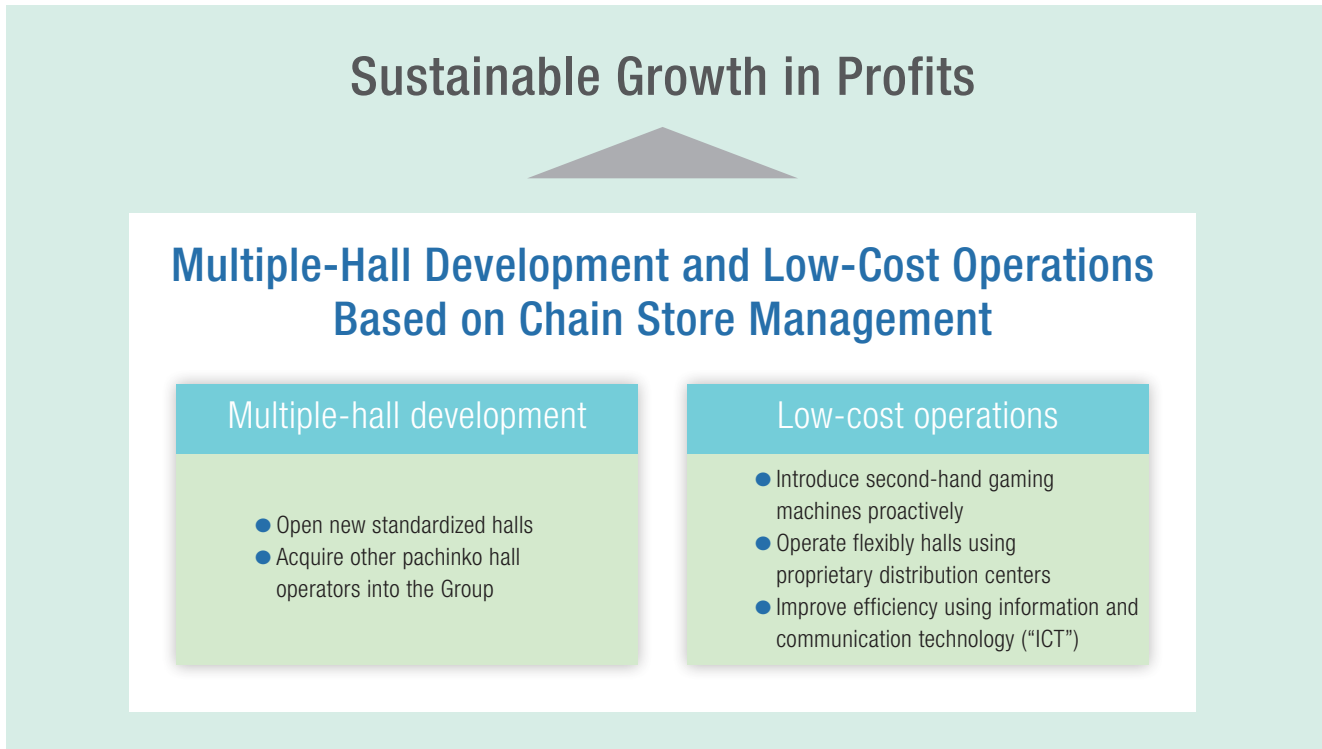 Sustainable Growth in Profits
Multiple-Hall Development and Low-Cost Operations
Based on Chain Store Management
Multiple-hall development
● Open new standardized halls
● Acquire other pachinko hall
operators into the Group
Low-cost operations
● Introduce second-hand gaming
machines proactively
● Operate flexibly halls using
proprietary distribution centers
● Improve efficiency using information and
communication technology (“ICT”)